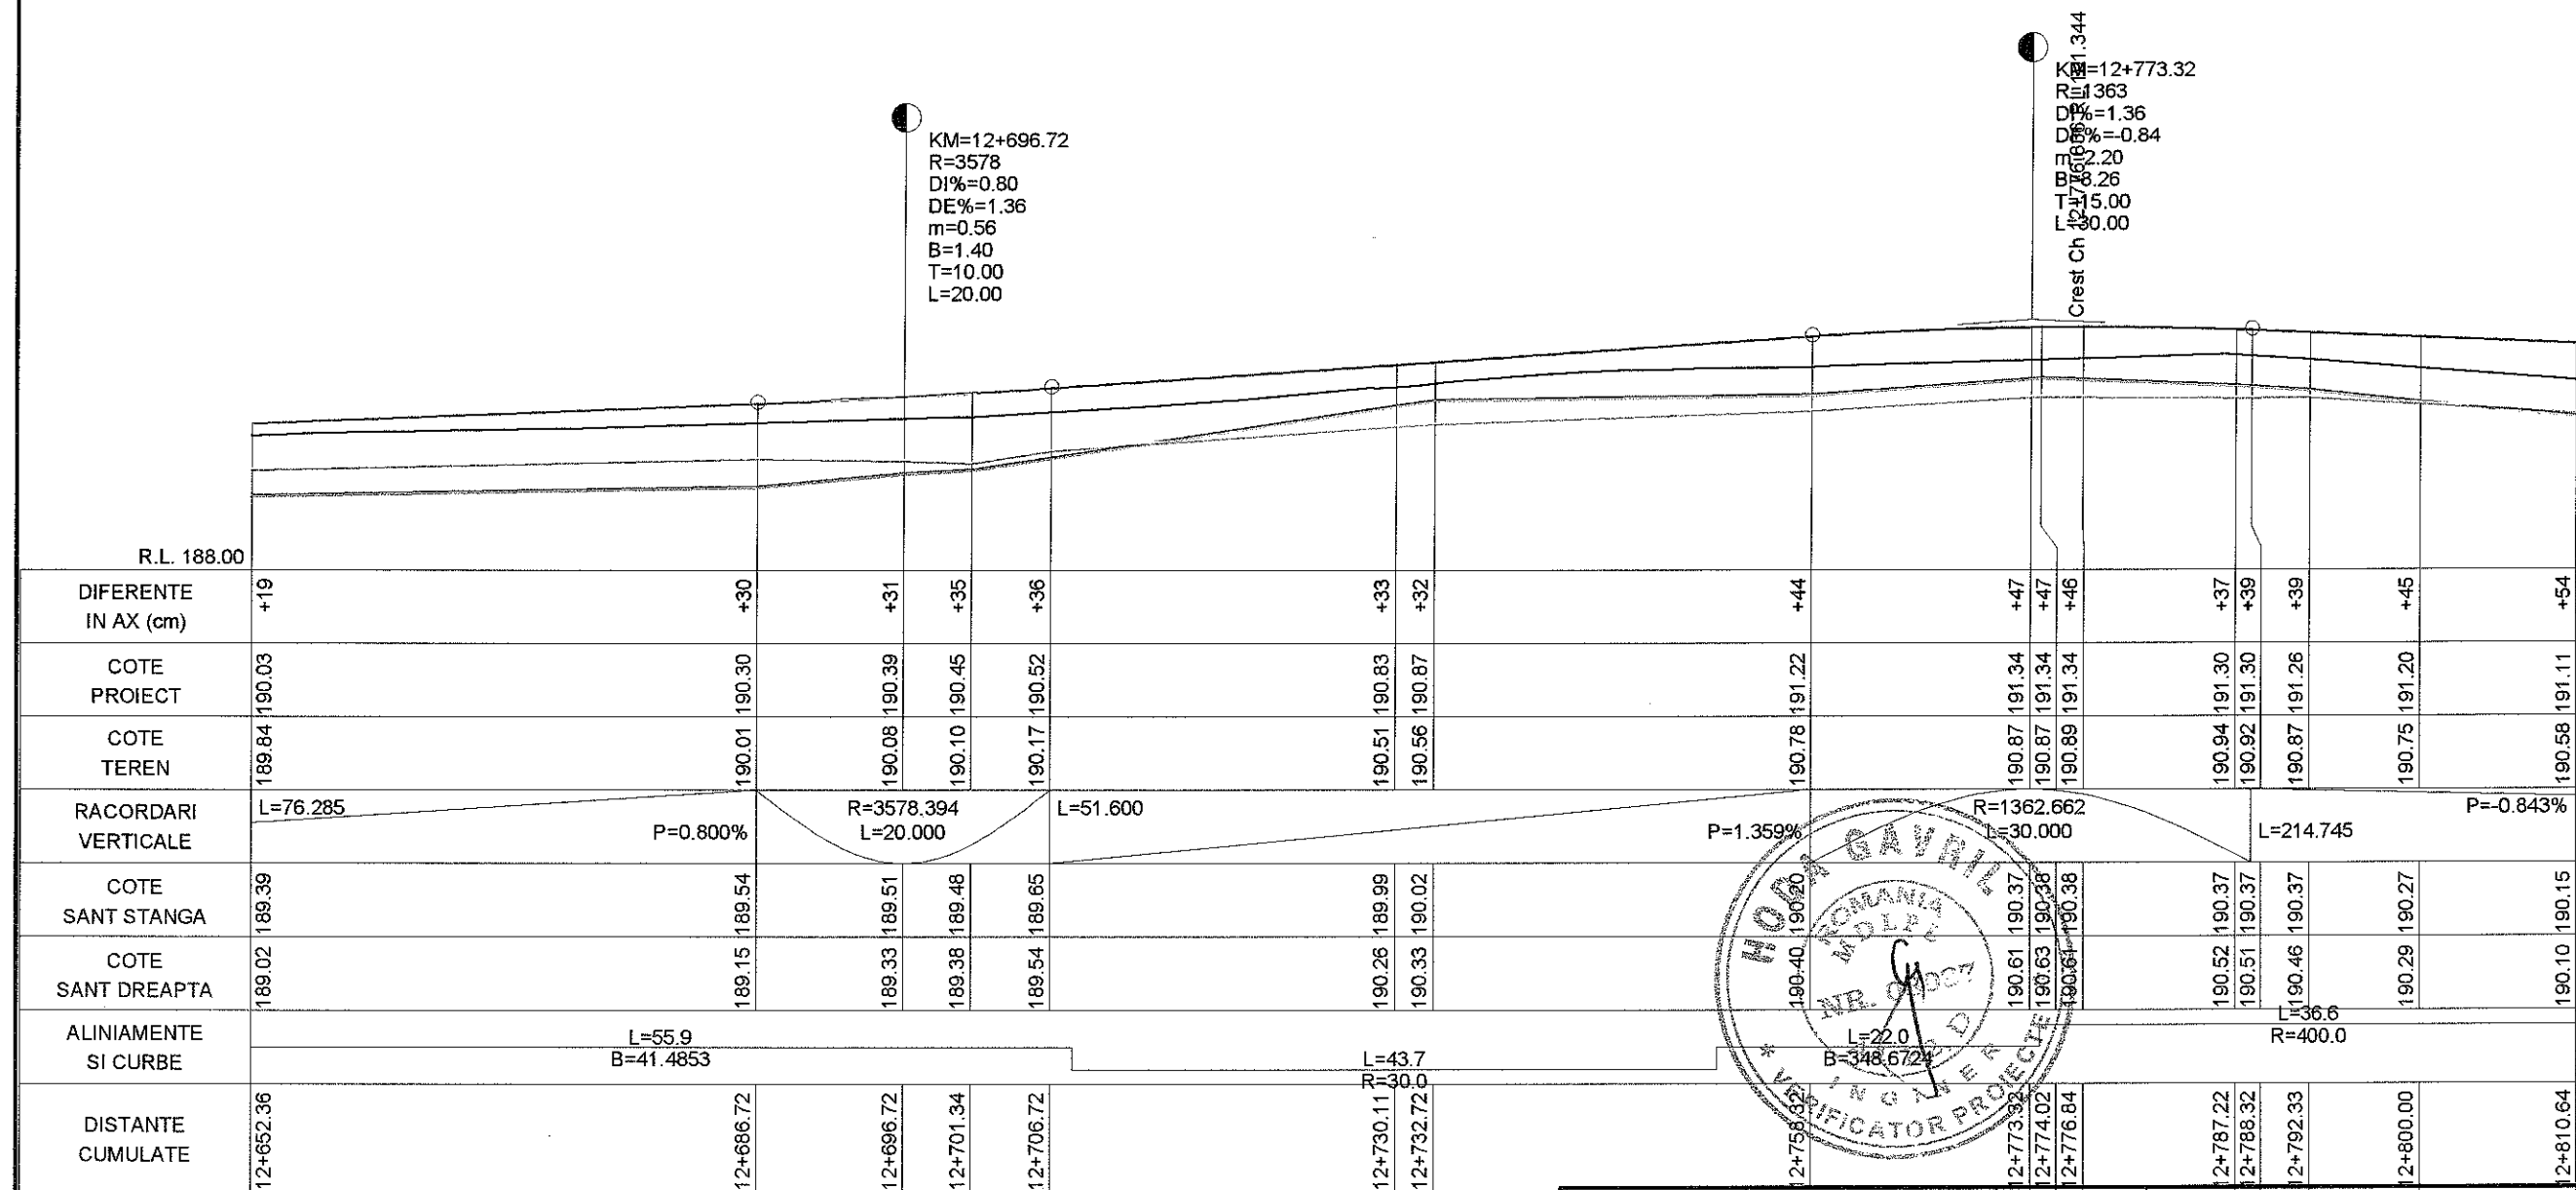 KM=12+696.72
R=3578
DI%=0.80
DE%=1.36
m=0.56
B=1.40
T=10.00
L=20.00
KM=12+773.32
R=1363
DI%=1.36
DE%=-0.84
m=2.20
B=8.26
T=15.00
L=30.00
Crest Ch
R.L. 188.00
DIFERENTE
IN AX (cm)
+19 +30 +31 +35 +36 +33 +32 +44 +47 +47 +46 +37 +39 +39 +45 +54
COTE
PROIECT
190.03 190.30 190.39 190.45 190.52 190.83 190.87 191.22 191.34 191.34 191.34 191.30 191.30 191.26 191.20 191.11
COTE
TEREN
189.84 190.01 190.08 190.10 190.17 190.51 190.56 190.78 190.87 190.87 190.89 190.94 190.92 190.87 190.75 190.58
RACORDARI
VERTICALE
L=76.285
P=0.800%
R=3578.394
L=20.000
L=51.600
P=1.359%
R=1362.662
L=30.000
L=214.745
P=-0.843%
COTE
SANT STANGA
189.39 189.54 189.51 189.48 189.65 189.99 190.02 190.20 190.37 190.38 190.38 190.37 190.37 190.37 190.27 190.15
COTE
SANT DREAPTA
189.02 189.15 189.33 189.38 189.54 190.26 190.33 190.40 190.61 190.63 190.64 190.52 190.51 190.46 190.29 190.10
ALINIAMENTE
SI CURBE
L=55.9
B=41.4853
L=43.7
R=30.0
L=22.0
B=348.6724
L=36.6
R=400.0
DISTANTE
CUMULATE
12+652.36 12+686.72 12+696.72 12+701.34 12+706.72 12+730.11 12+732.72 12+758.32 12+773.32 12+774.02 12+776.84 12+787.22 12+788.32 12+792.33 12+800.00 12+810.64
HODA GAVRIL
ROMANIA
MDLPL
NR.
INGINER
* VERIFICATOR PROIECTE